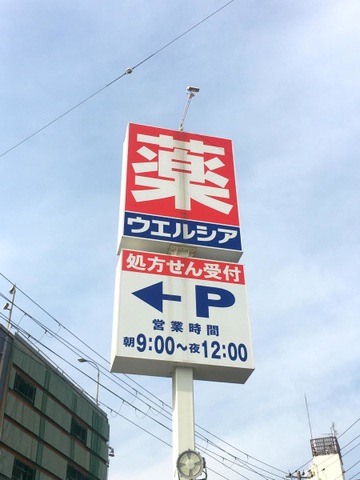 薬
ウエルシア
処方せん受付
←P
営業時間
朝9:00〜夜12:00